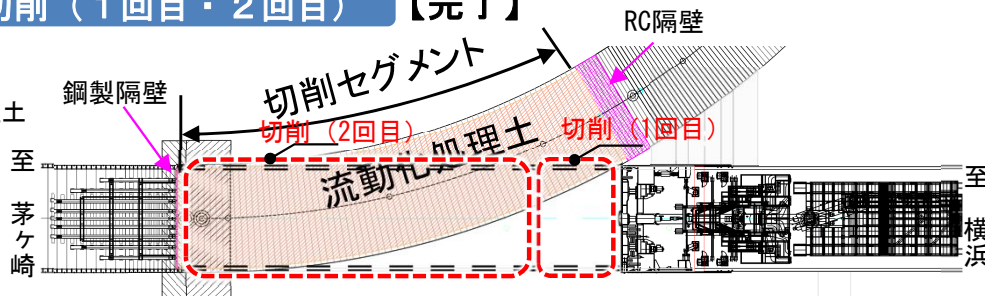 切削（１回目・２回目）【完了】
RC隔壁
切削セグメント
鋼製隔壁
土
切削（2回目）
切削（1回目）
流動化処理土
至茅ヶ崎
至横浜